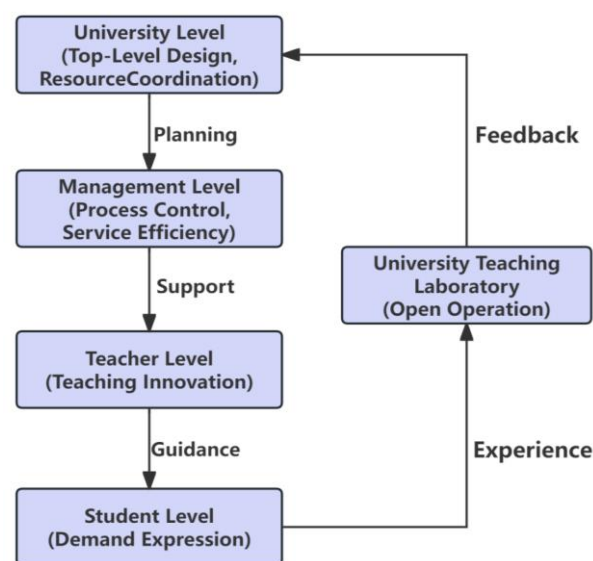 University Level
(Top-Level Design,
ResourceCoordination)
Planning
Feedback
Management Level
(Process Control,
Service Efficiency)
University Teaching
Laboratory
(Open Operation)
Support
Teacher Level
(Teaching Innovation)
Guidance
Experience
Student Level
(Demand Expression)